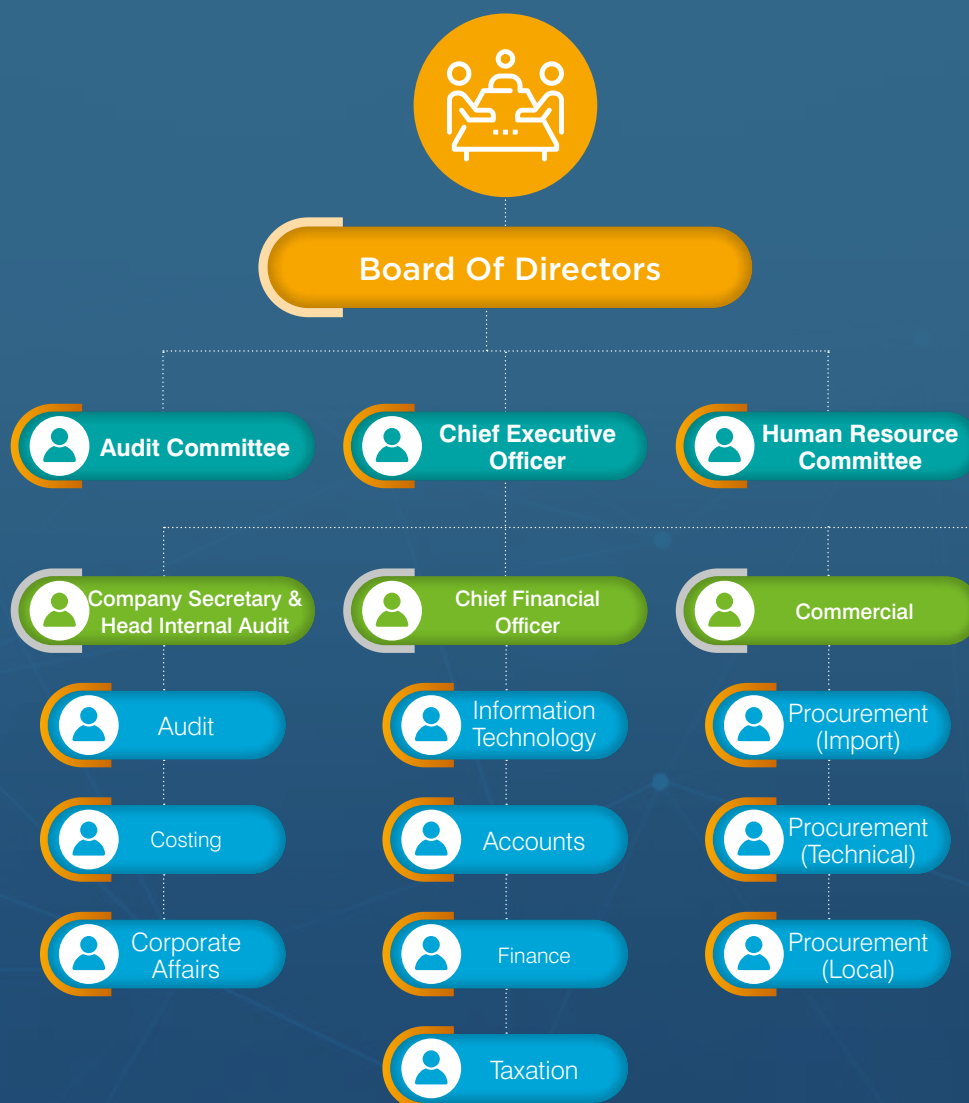 Board Of Directors
Audit Committee
Chief Executive
Officer
Human Resource
Committee
Company Secretary &
Head Internal Audit
Chief Financial
Officer
Commercial
Audit
Information
Technology
Procurement
(Import)
Costing
Accounts
Procurement
(Technical)
Corporate
Affairs
Finance
Procurement
(Local)
Taxation